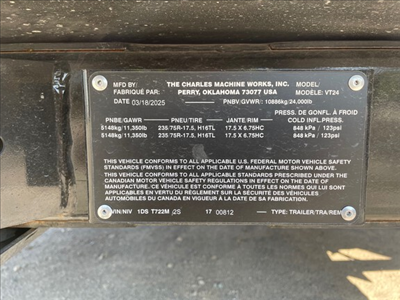 MFD BY/ THE CHARLES MACHINE WORKS, INC. MODEL/
FABRIQUÉ PAR: PERRY, OKLAHOMA 73077 USA MODÈLE: VT24
DATE: 03/18/2025 PNBV/GVWR: 10886kg/24,000lb
PRESS. DE GONFL. À FROID
PNBE/GAWR PNEU/TIRE JANTE/RIM COLD INFL. PRESS.
5148kg/11,350lb 235/75R-17.5, H16TL 17.5 X 6.75HC 848 kPa / 123psi
5148kg/11,350lb 235/75R-17.5, H16TL 17.5 X 6.75HC 848 kPa / 123psi
THIS VEHICLE CONFORMS TO ALL APPLICABLE U.S. FEDERAL MOTOR VEHICLE SAFETY
STANDARDS (FMVSS) IN EFFECT ON THE DATE OF MANUFACTURE SHOWN ABOVE.
THIS VEHICLE CONFORMS TO ALL APPLICABLE STANDARDS PRESCRIBED UNDER THE
CANADIAN MOTOR VEHICLE SAFETY REGULATIONS IN EFFECT ON THE DATE OF
MANUFACTURE. / CE VÉHICULE EST CONFORME À TOUTES LES NORMES QUI LUI SONT
APPLICABLES EN VERTU DU RÈGLEMENT SUR LA SÉCURITÉ DES VÉHICULES
AUTOMOBILES DU CANADA EN VIGUEUR À LA DATE DE SA FABRICATION.
VIN/NIV 1DS T722M 2S 17 00812 TYPE: TRAILER/TRA/REM